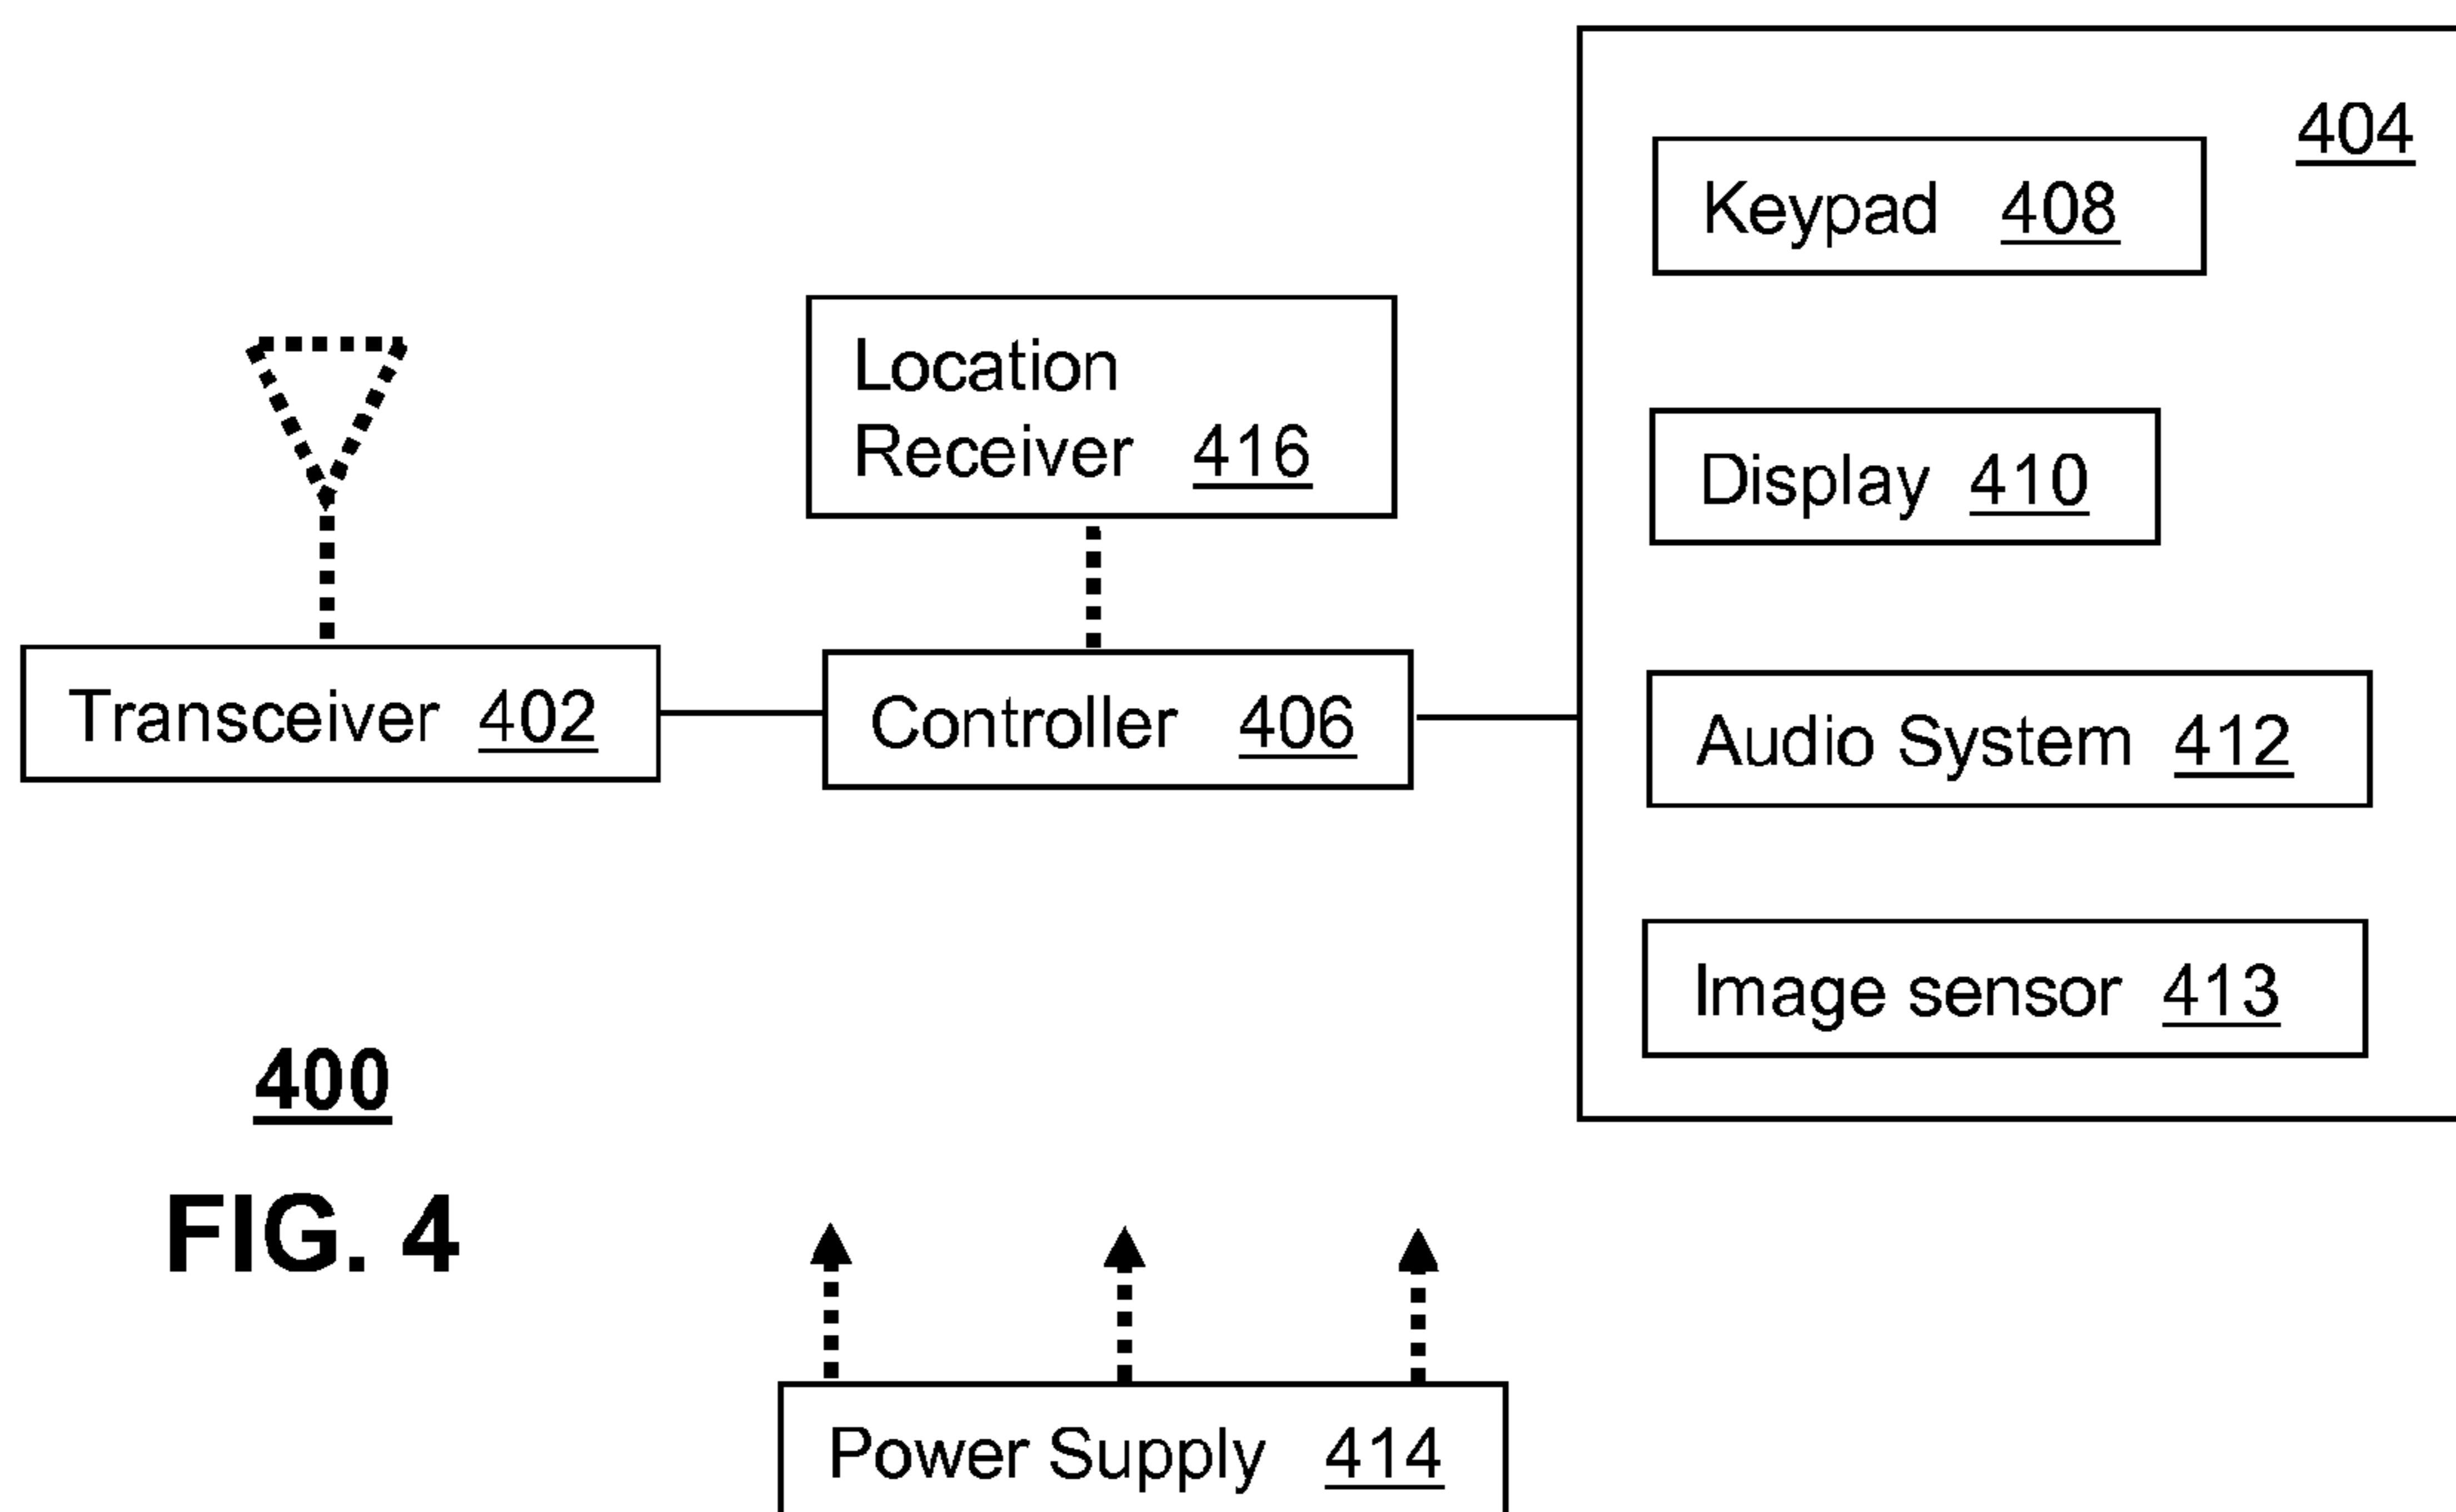 404
Keypad 408
Location
Receiver 416
Display 410
Transceiver 402
Controller 406
Audio System 412
Image sensor 413
400
FIG. 4
Power Supply 414